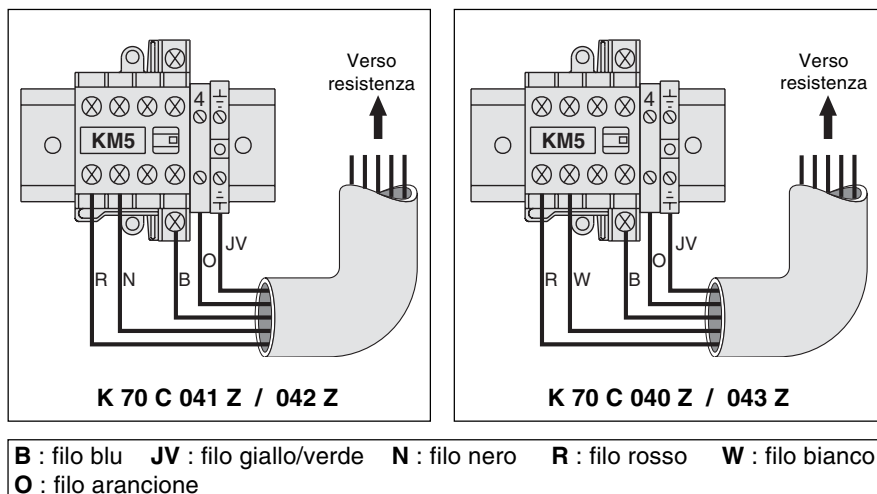 Verso
resistenza
4
KM5
R N B O JV
K 70 C 041 Z / 042 Z
Verso
resistenza
4
KM5
R W B O JV
K 70 C 040 Z / 043 Z
B : filo blu JV : filo giallo/verde N : filo nero R : filo rosso W : filo bianco
O : filo arancione